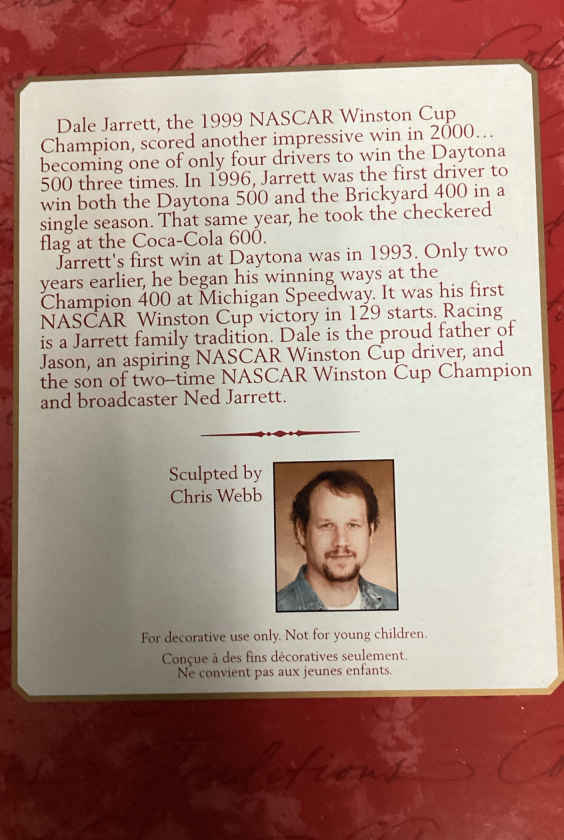 Dale Jarrett, the 1999 NASCAR Winston Cup
Champion, scored another impressive win in 2000...
becoming one of only four drivers to win the Daytona
500 three times. In 1996, Jarrett was the first driver to
win both the Daytona 500 and the Brickyard 400 in a
single season. That same year, he took the checkered
flag at the Coca-Cola 600.
Jarrett's first win at Daytona was in 1993. Only two
years earlier, he began his winning ways at the
Champion 400 at Michigan Speedway. It was his first
NASCAR Winston Cup victory in 129 starts. Racing
is a Jarrett family tradition. Dale is the proud father of
Jason, an aspiring NASCAR Winston Cup driver, and
the son of two–time NASCAR Winston Cup Champion
and broadcaster Ned Jarrett.
Sculpted by
Chris Webb
For decorative use only. Not for young children.
Conçue à des fins décoratives seulement.
Ne convient pas aux jeunes enfants.